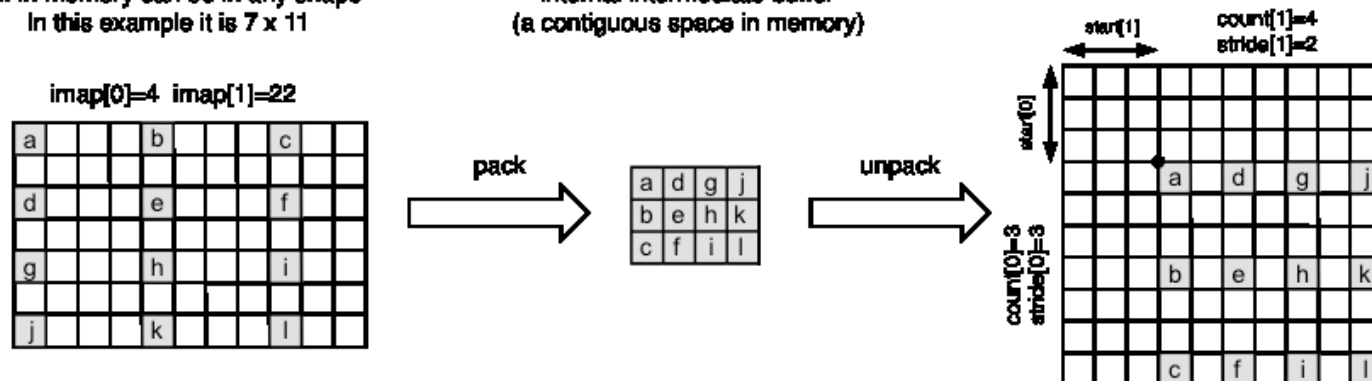 In this example it is 7 x 11
(a contiguous space in memory)
imap[0]=4 imap[1]=22
a b c
d e f
g h i
j k l
pack
a d g j
b e h k
c f i l
unpack
start[1]
count[1]=4
stride[1]=2
start[0]
count[0]=3
stride[0]=3
a d g j
b e h k
c f i l